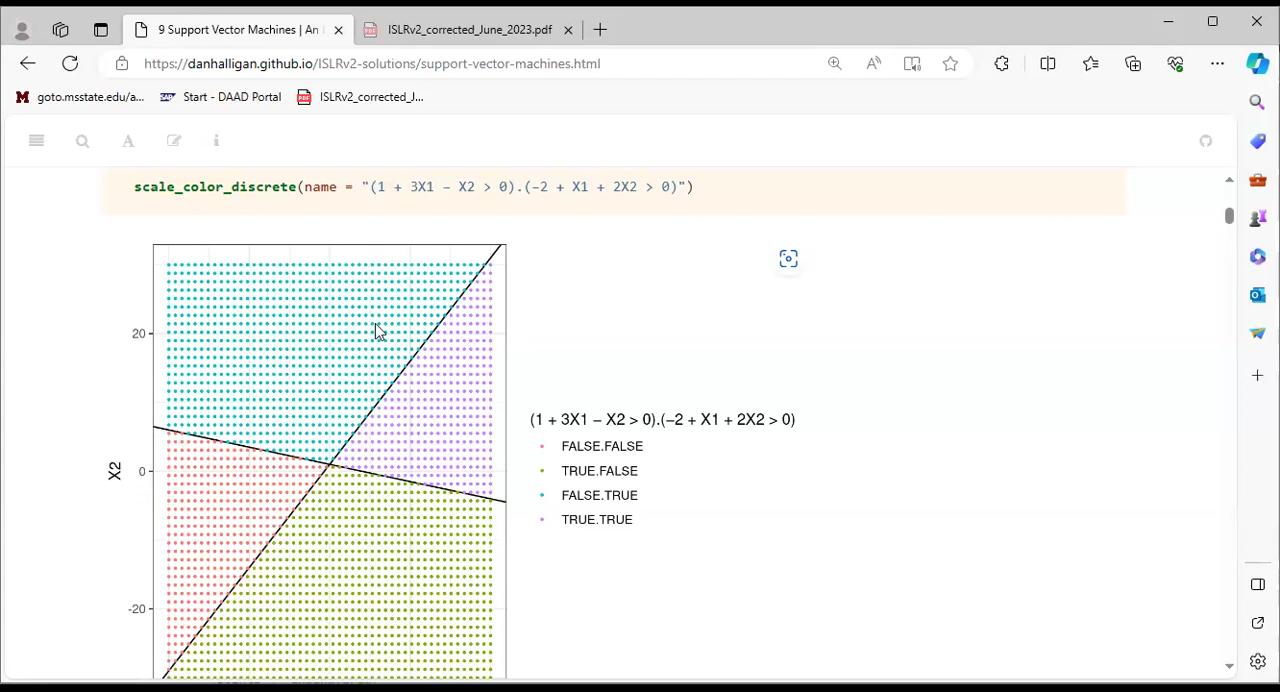 9 Support Vector Machines | An I
ISLRv2_corrected_June_2023.pdf
https://danhalligan.github.io/ISLRv2-solutions/support-vector-machines.html
goto.msstate.edu/a...
Start - DAAD Portal
ISLRv2_corrected_J...
scale_color_discrete(name = "(1 + 3X1 − X2 > 0).(−2 + X1 + 2X2 > 0)")
20
(1 + 3X1 − X2 > 0).(−2 + X1 + 2X2 > 0)
FALSE.FALSE
X2
0
TRUE.FALSE
FALSE.TRUE
TRUE.TRUE
-20